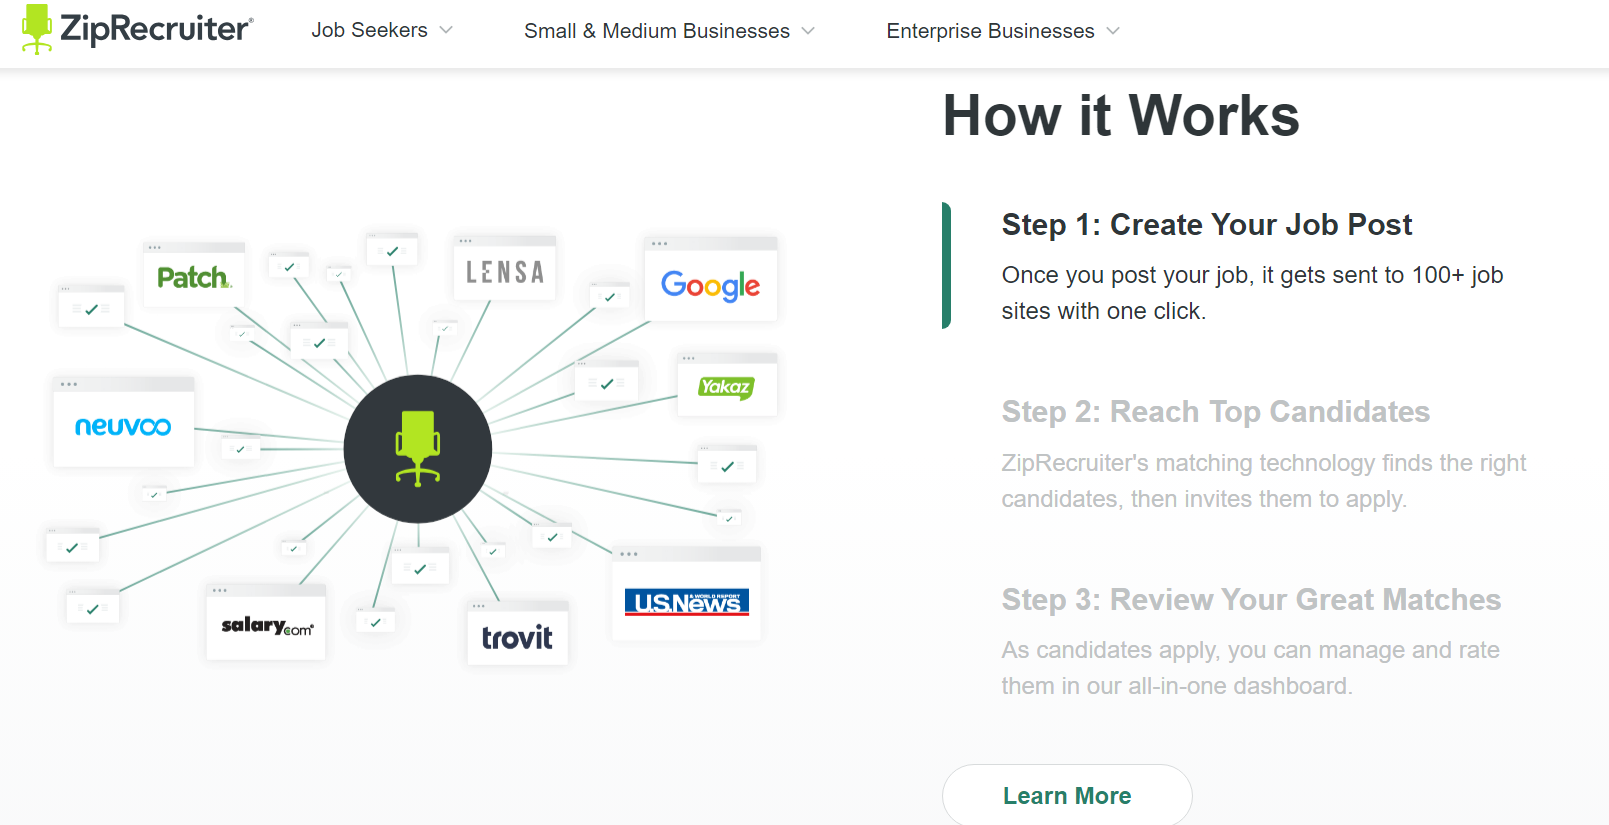 ZipRecruiter®
Job Seekers
Small & Medium Businesses
Enterprise Businesses
How it Works
Step 1: Create Your Job Post
Once you post your job, it gets sent to 100+ job
sites with one click.
Step 2: Reach Top Candidates
ZipRecruiter's matching technology finds the right
candidates, then invites them to apply.
Step 3: Review Your Great Matches
As candidates apply, you can manage and rate
them in our all-in-one dashboard.
Learn More
Patch
LENSA
Google
neuvoo
Yakaz
salary.com®
trovit
U.S.News
& WORLD REPORT